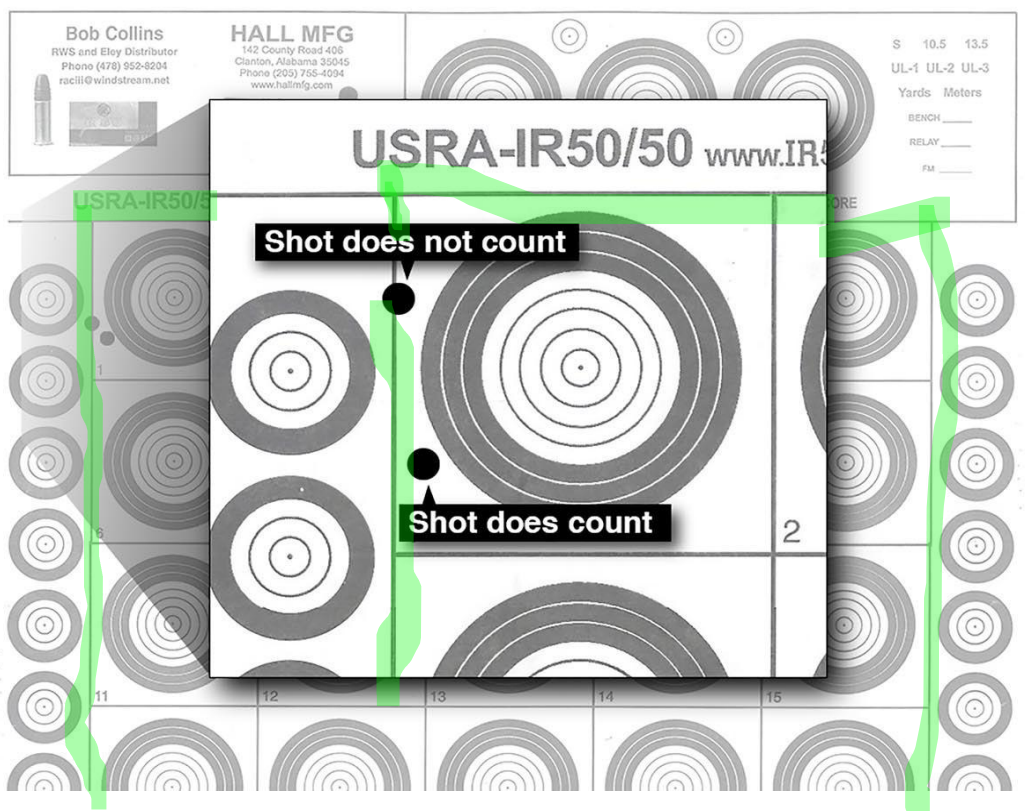 Bob Collins
RWS and Eley Distributor
Phone (478) 952-8204
raciii@windstream.net
HALL MFG
142 County Road 406
Clanton, Alabama 35045
Phone (205) 755-4094
www.hallmfg.com
S 10.5 13.5
UL-1 UL-2 UL-3
Yards Meters
BENCH
RELAY
FM
USRA-IR50/5
ORE
USRA-IR50/50 www.IR5
Shot does not count
Shot does count
2
1
6
11
12
13
14
15